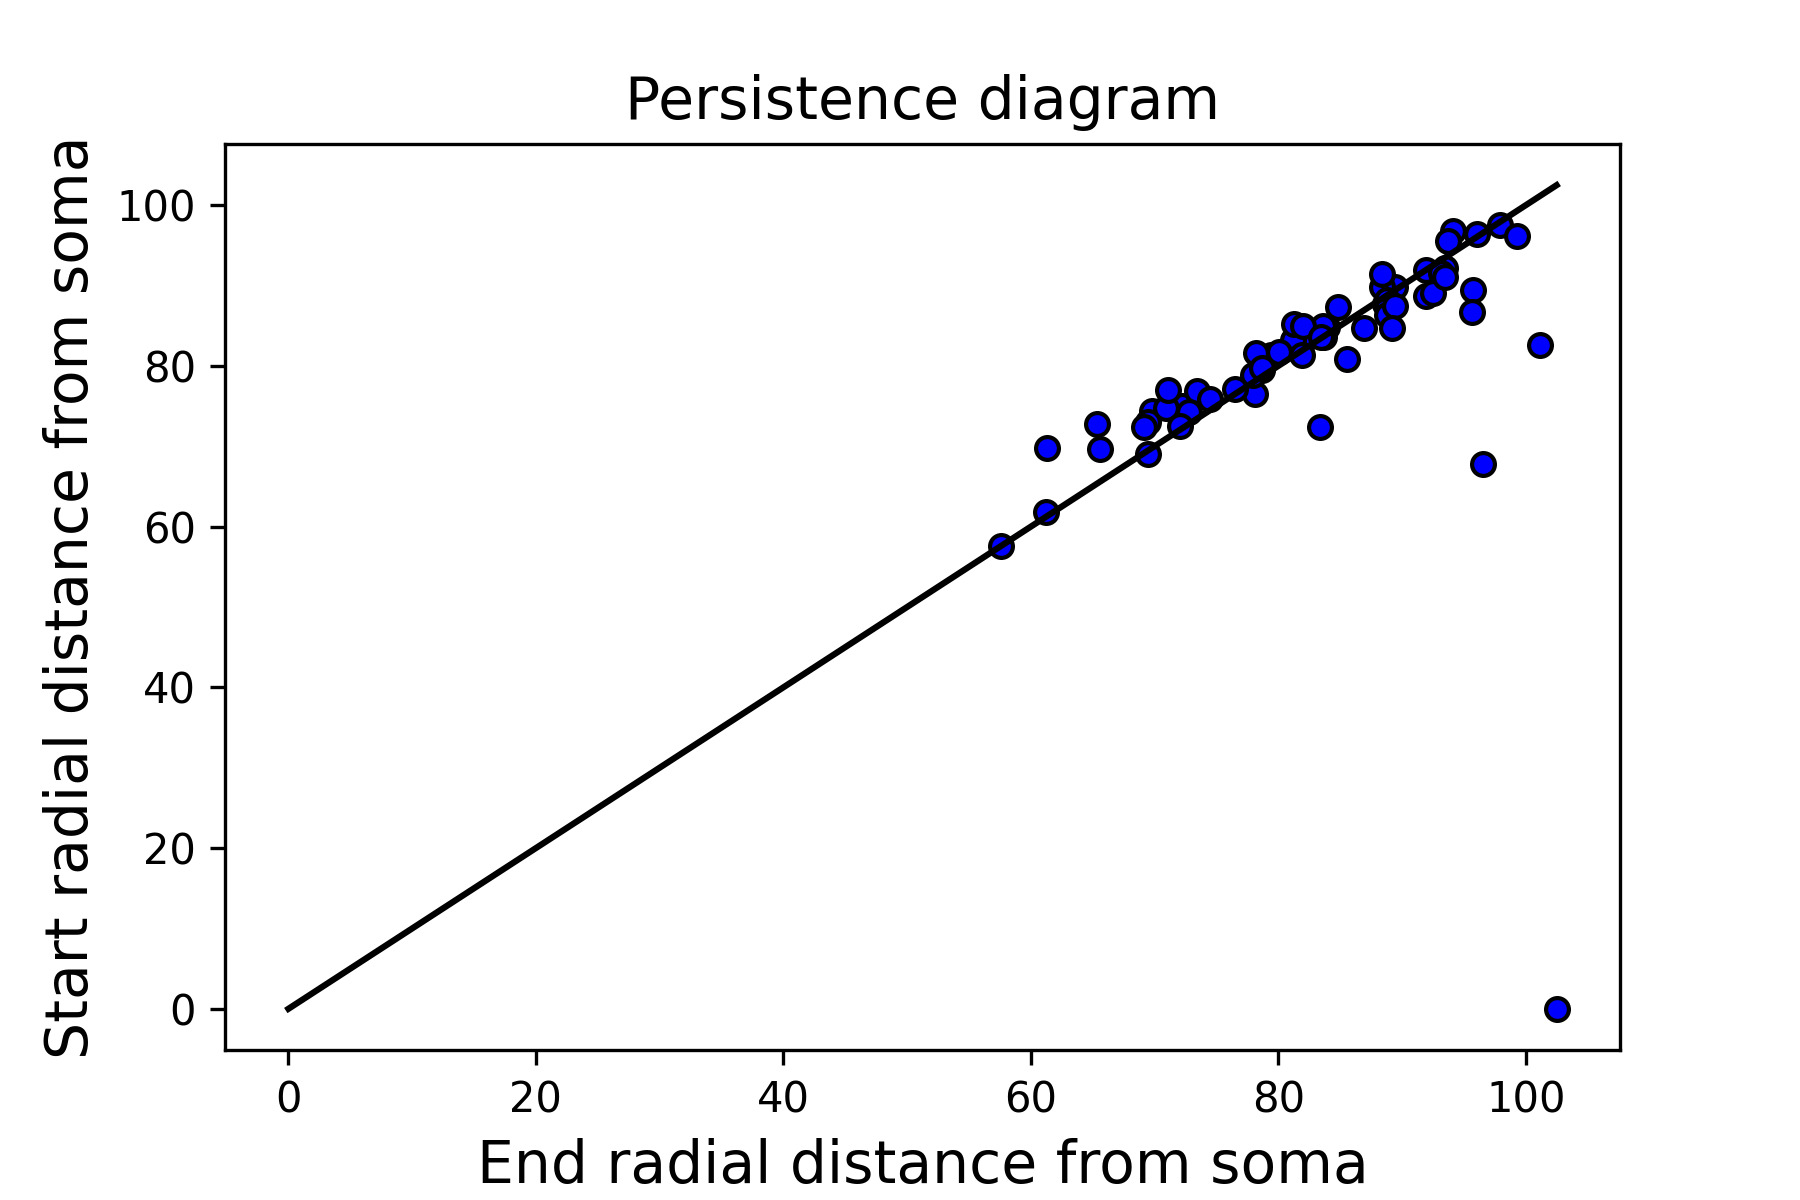 Persistence diagram
Start radial distance from soma
100
80
60
40
20
0
0 20 40 60 80 100
End radial distance from soma